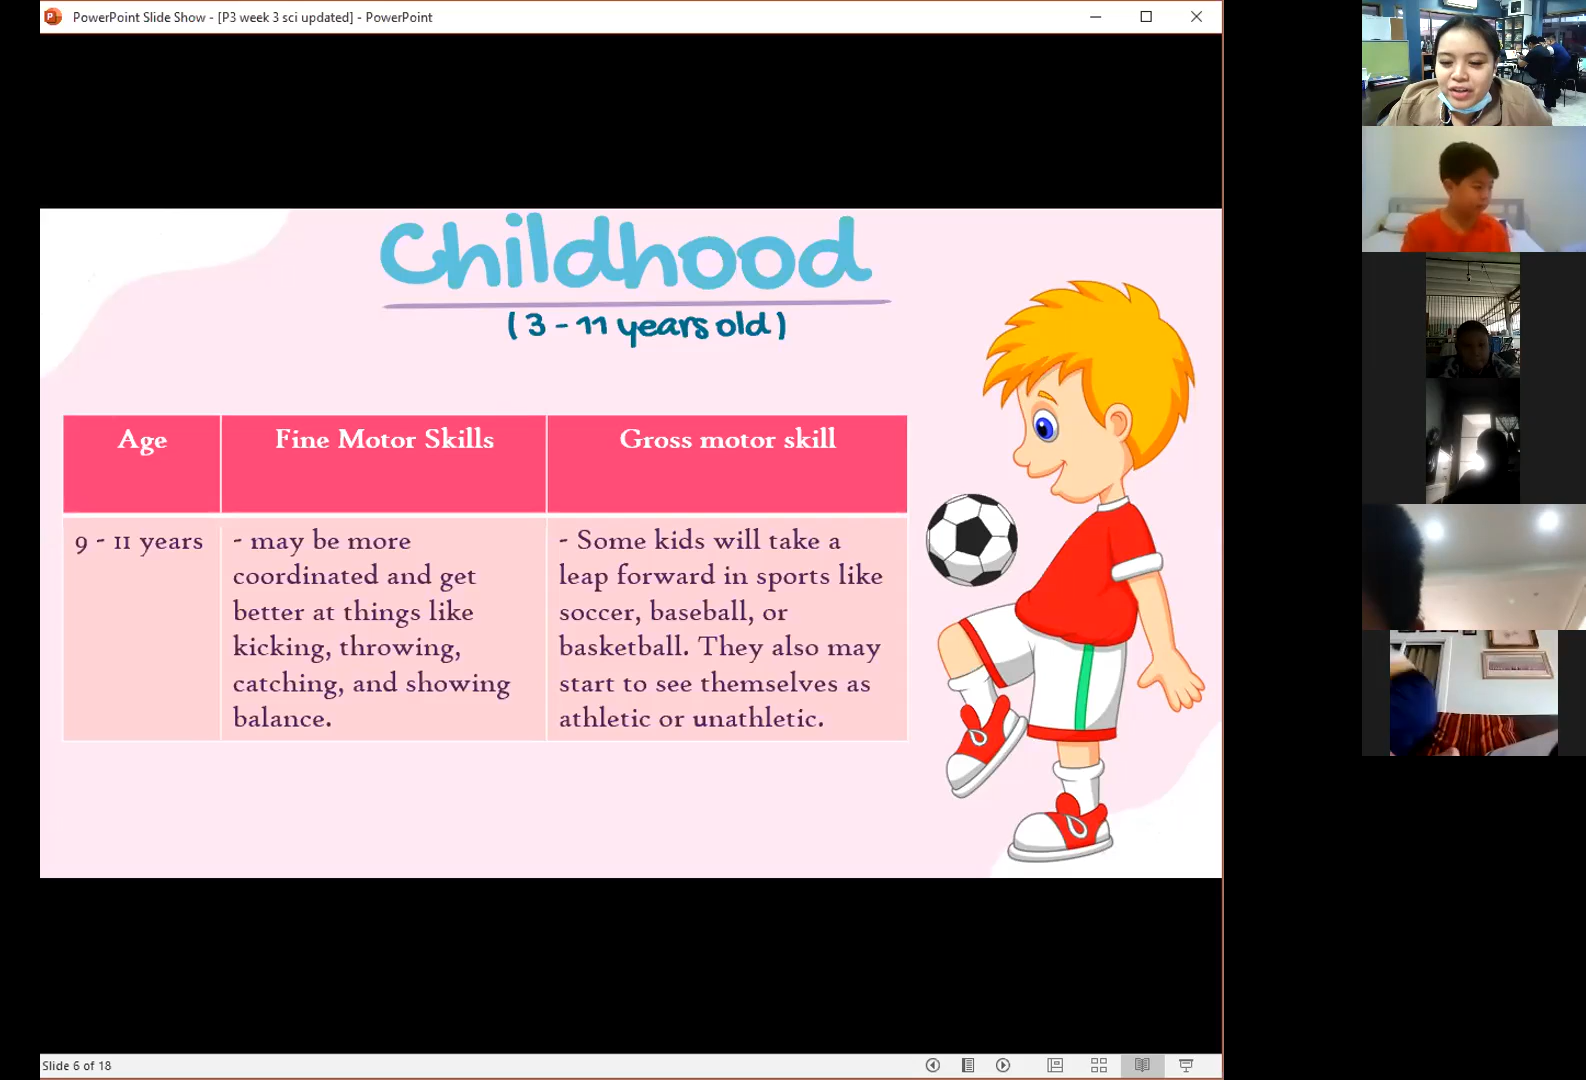 PowerPoint Slide Show - [P3 week 3 sci updated] - PowerPoint
Childhood
( 3 - 11 years old )
Age
Fine Motor Skills
Gross motor skill
9 - 11 years
- may be more
coordinated and get
better at things like
kicking, throwing,
catching, and showing
balance.
- Some kids will take a
leap forward in sports like
soccer, baseball, or
basketball. They also may
start to see themselves as
athletic or unathletic.
Slide 6 of 18